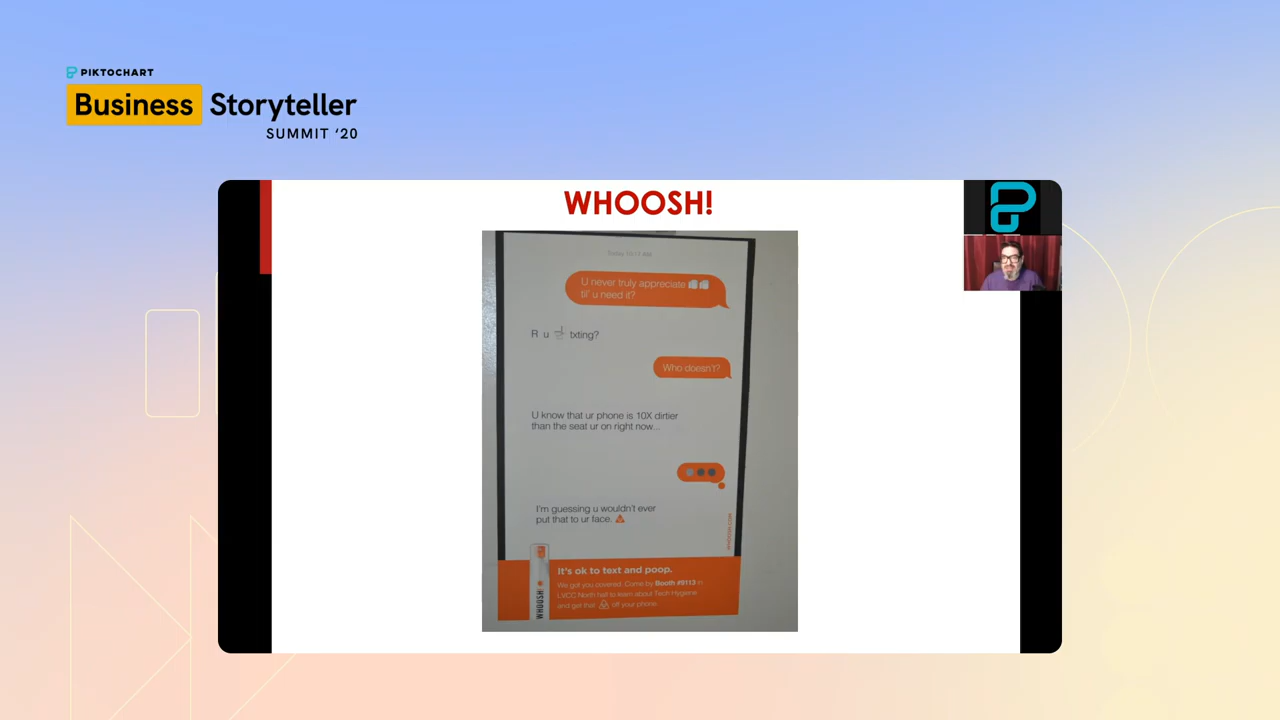 PIKTOCHART
Business Storyteller
SUMMIT ‘20
WHOOSH!
U never truly appreciate
til' u need it?
R u txting?
Who doesn't?
U know that ur phone is 10X dirtier
than the seat ur on right now...
I'm guessing u wouldn't ever
put that to ur face.
WHOOSH!
It's ok to text and poop.
We got you covered. Come by Booth #9113 in
LVCC North hall to learn about Tech Hygiene
and get that off your phone.